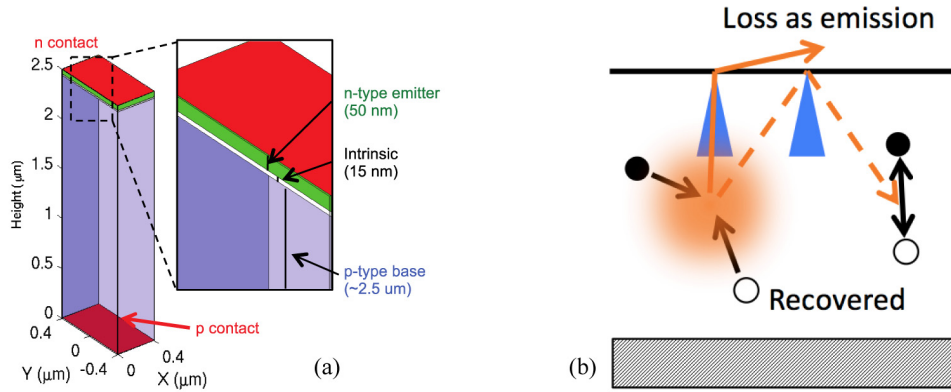 n contact
2.5
2
1.5
1
0.5
0
Height (μm)
0.4
0
-0.4
Y (μm)
0
0.4
X (μm)
p contact
n-type emitter
(50 nm)
Intrinsic
(15 nm)
p-type base
(~2.5 um)
(a)
Loss as emission
Recovered
(b)